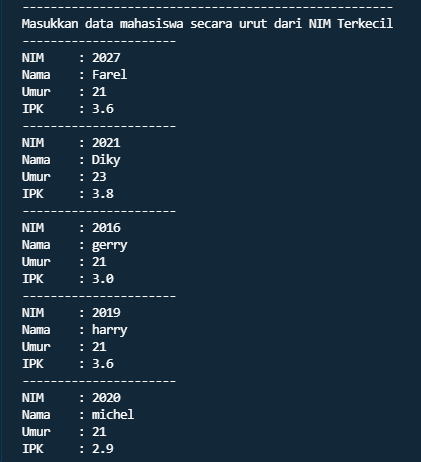 -----------------------------------------------------
Masukkan data mahasiswa secara urut dari NIM Terkecil
----------------------
NIM : 2027
Nama : Farel
Umur : 21
IPK : 3.6
----------------------
NIM : 2021
Nama : Diky
Umur : 23
IPK : 3.8
----------------------
NIM : 2016
Nama : gerry
Umur : 21
IPK : 3.0
----------------------
NIM : 2019
Nama : harry
Umur : 21
IPK : 3.6
----------------------
NIM : 2020
Nama : michel
Umur : 21
IPK : 2.9